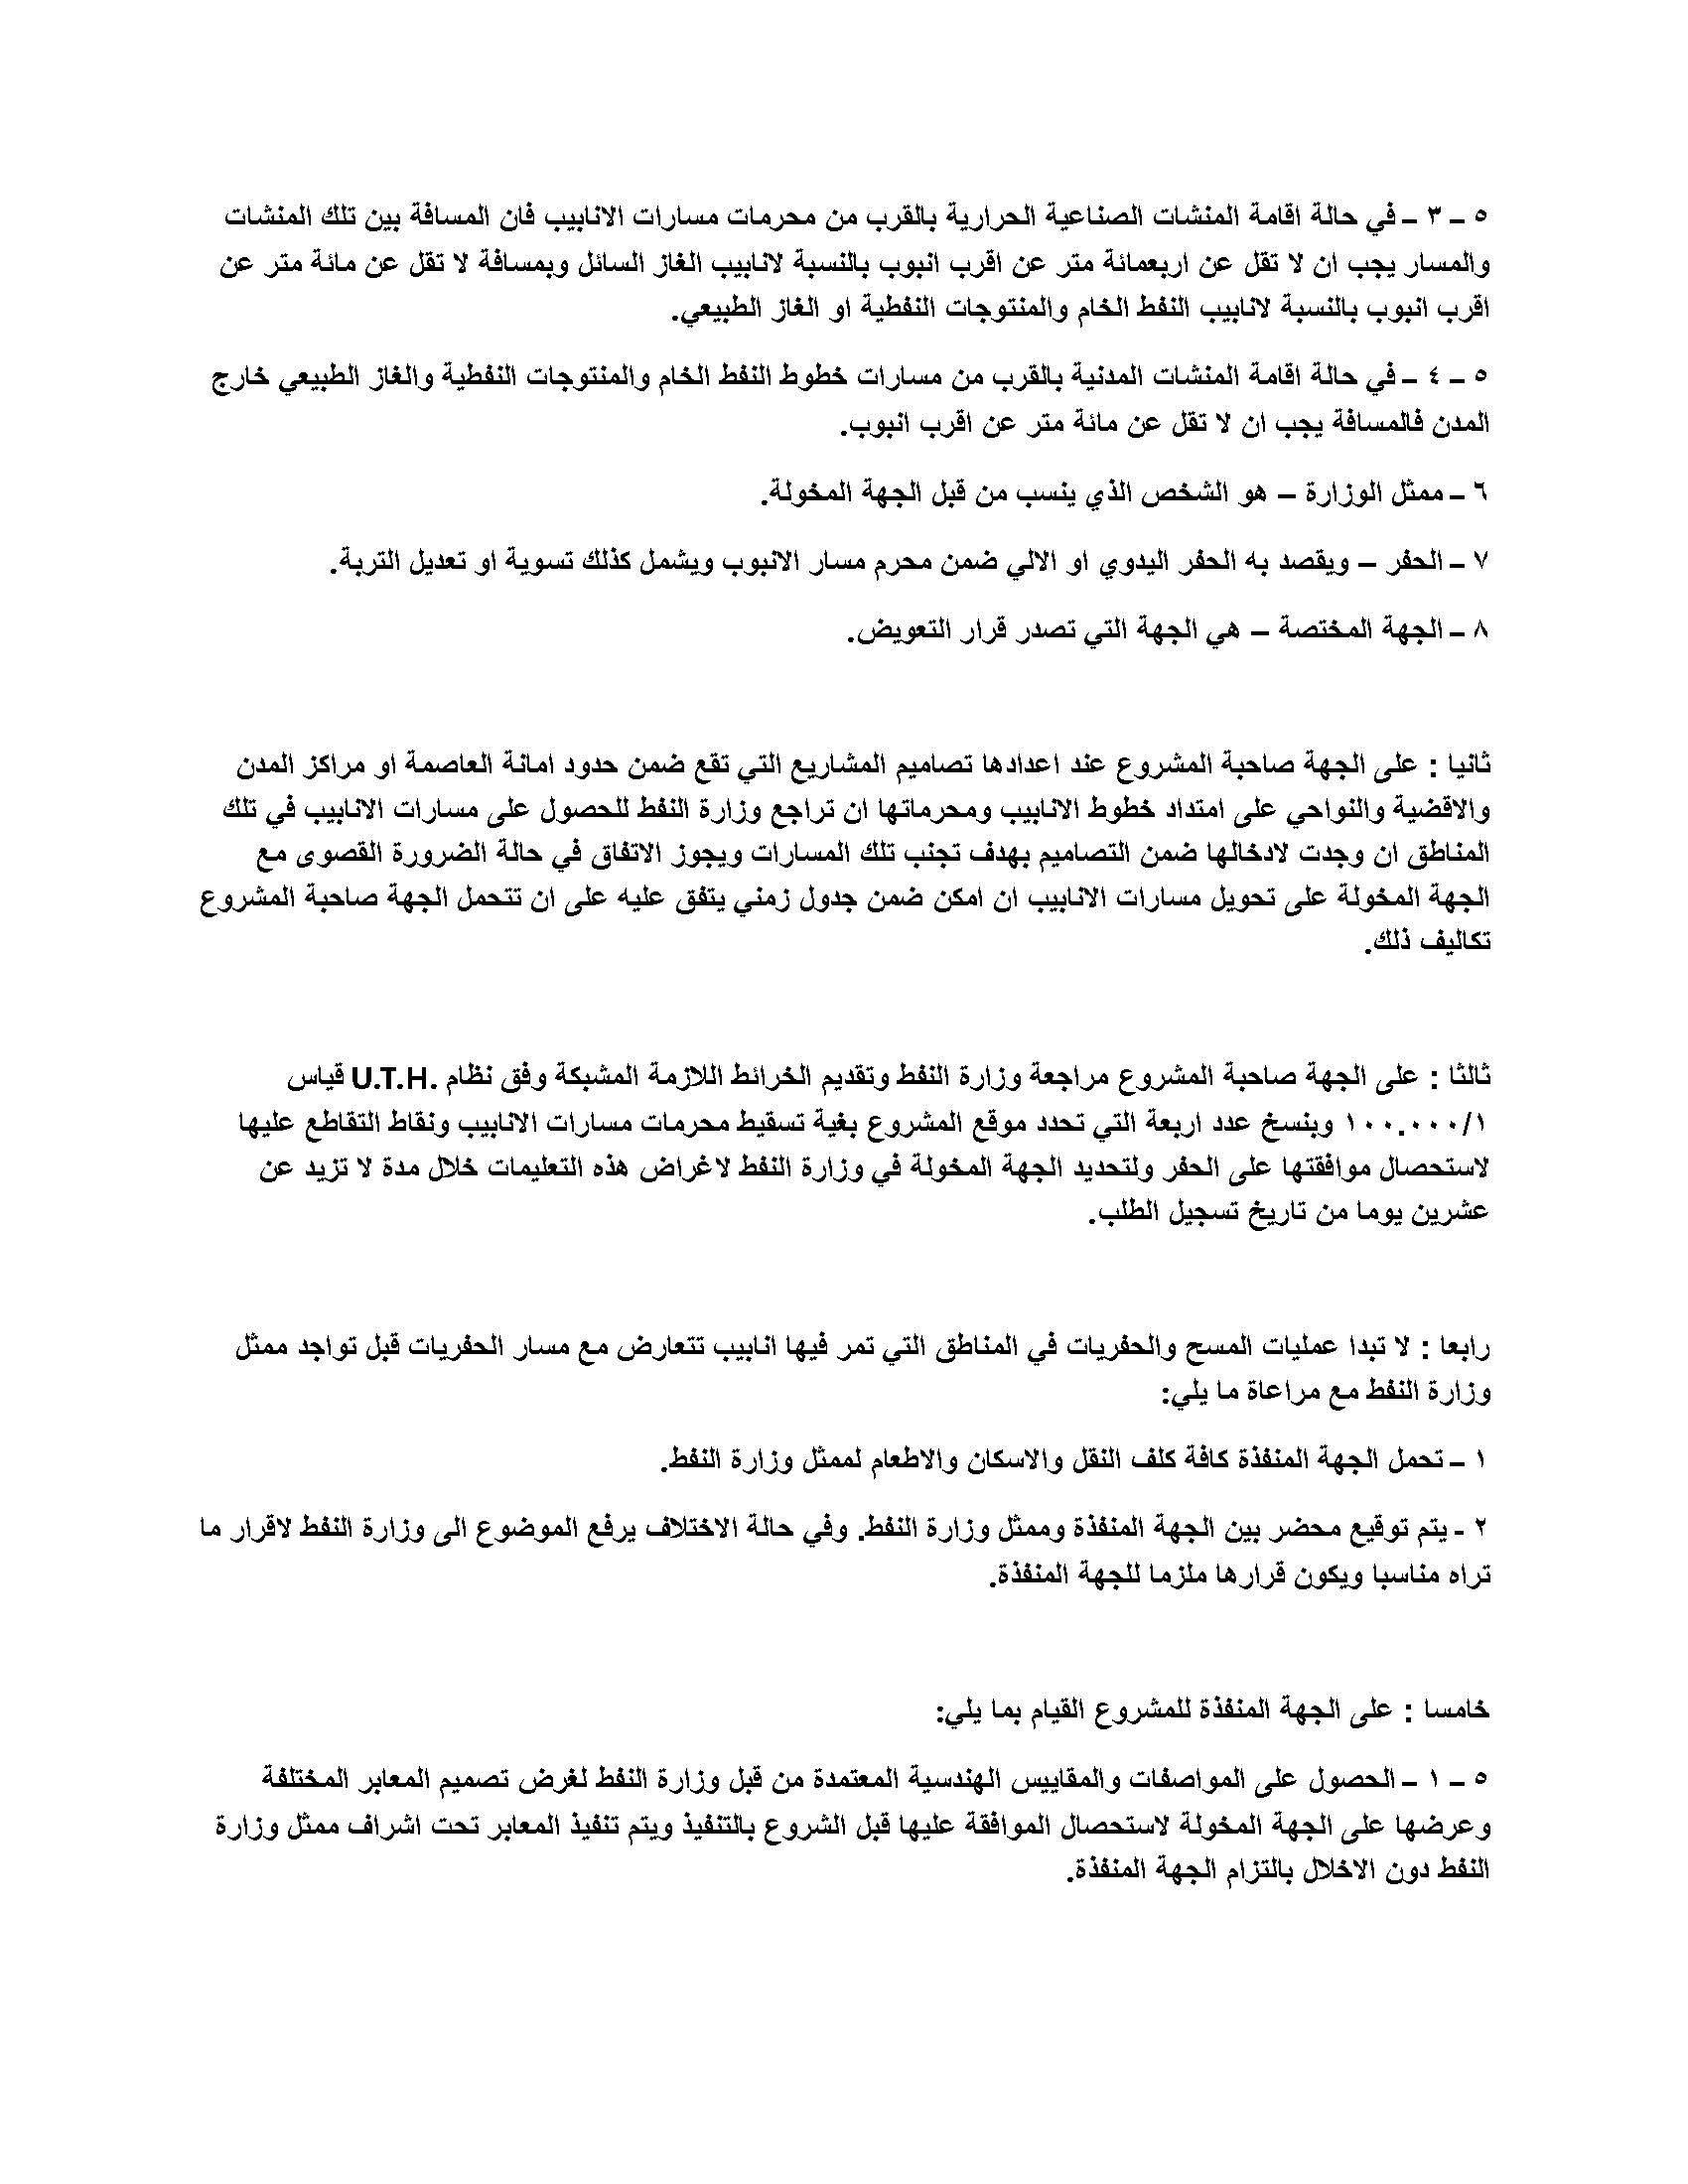 ٥ – ٣ – في حالة اقامة المنشات الصناعية الحرارية بالقرب من محرمات مسارات الانابيب فان المسافة بين تلك المنشات
والمسار يجب ان لا تقل عن اربعمائة متر عن اقرب انبوب بالنسبة لانابيب الغاز السائل وبمسافة لا تقل عن مائة متر عن
اقرب انبوب بالنسبة لانابيب النفط الخام والمنتوجات النفطية او الغاز الطبيعي.
٥ – ٤ – في حالة اقامة المنشات المدنية بالقرب من مسارات خطوط النفط الخام والمنتوجات النفطية والغاز الطبيعي خارج
المدن فالمسافة يجب ان لا تقل عن مائة متر عن اقرب انبوب.
٦ – ممثل الوزارة – هو الشخص الذي ينسب من قبل الجهة المخولة.
٧ – الحفر – ويقصد به الحفر اليدوي او الالي ضمن محرم مسار الانبوب ويشمل كذلك تسوية او تعديل التربة.
٨ – الجهة المختصة – هي الجهة التي تصدر قرار التعويض.
ثانيا : على الجهة صاحبة المشروع عند اعدادها تصاميم المشاريع التي تقع ضمن حدود امانة العاصمة او مراكز المدن
والاقضية والنواحي على امتداد خطوط الانابيب ومحرماتها ان تراجع وزارة النفط للحصول على مسارات الانابيب في تلك
المناطق ان وجدت لادخالها ضمن التصاميم بهدف تجنب تلك المسارات ويجوز الاتفاق في حالة الضرورة القصوى مع
الجهة المخولة على تحويل مسارات الانابيب ان امكن ضمن جدول زمني يتفق عليه على ان تتحمل الجهة صاحبة المشروع
تكاليف ذلك.
ثالثا : على الجهة صاحبة المشروع مراجعة وزارة النفط وتقديم الخرائط اللازمة المشبكة وفق نظام .U.T.H قياس
١/١٠٠.٠٠٠ وبنسخ عدد اربعة التي تحدد موقع المشروع بغية تسقيط محرمات مسارات الانابيب ونقاط التقاطع عليها
لاستحصال موافقتها على الحفر ولتحديد الجهة المخولة في وزارة النفط لاغراض هذه التعليمات خلال مدة لا تزيد عن
عشرين يوما من تاريخ تسجيل الطلب.
رابعا : لا تبدا عمليات المسح والحفريات في المناطق التي تمر فيها انابيب تتعارض مع مسار الحفريات قبل تواجد ممثل
وزارة النفط مع مراعاة ما يلي:
١ – تحمل الجهة المنفذة كافة كلف النقل والاسكان والاطعام لممثل وزارة النفط.
٢ - يتم توقيع محضر بين الجهة المنفذة وممثل وزارة النفط. وفي حالة الاختلاف يرفع الموضوع الى وزارة النفط لاقرار ما
تراه مناسبا ويكون قرارها ملزما للجهة المنفذة.
خامسا : على الجهة المنفذة للمشروع القيام بما يلي:
٥ – ١ – الحصول على المواصفات والمقاييس الهندسية المعتمدة من قبل وزارة النفط لغرض تصميم المعابر المختلفة
وعرضها على الجهة المخولة لاستحصال الموافقة عليها قبل الشروع بالتنفيذ ويتم تنفيذ المعابر تحت اشراف ممثل وزارة
النفط دون الاخلال بالتزام الجهة المنفذة.